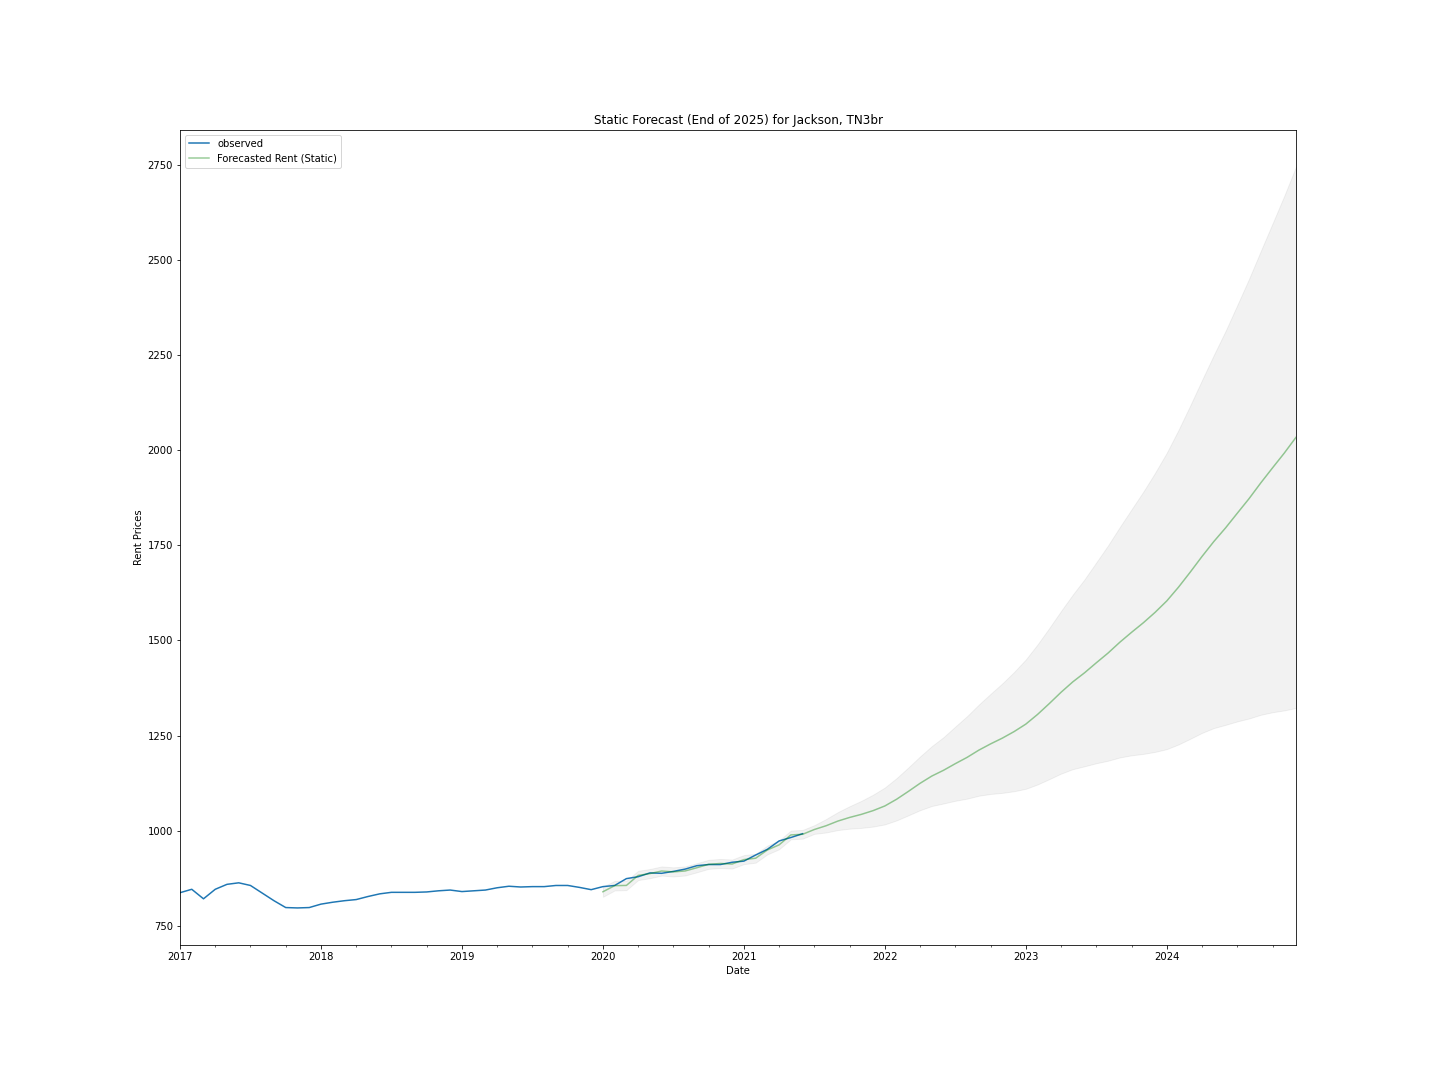 Static Forecast (End of 2025) for Jackson, TN3br
observed
Forecasted Rent (Static)
2750
2500
2250
2000
1750
1500
1250
1000
750
Rent Prices
2017 2018 2019 2020 2021 2022 2023 2024
Date